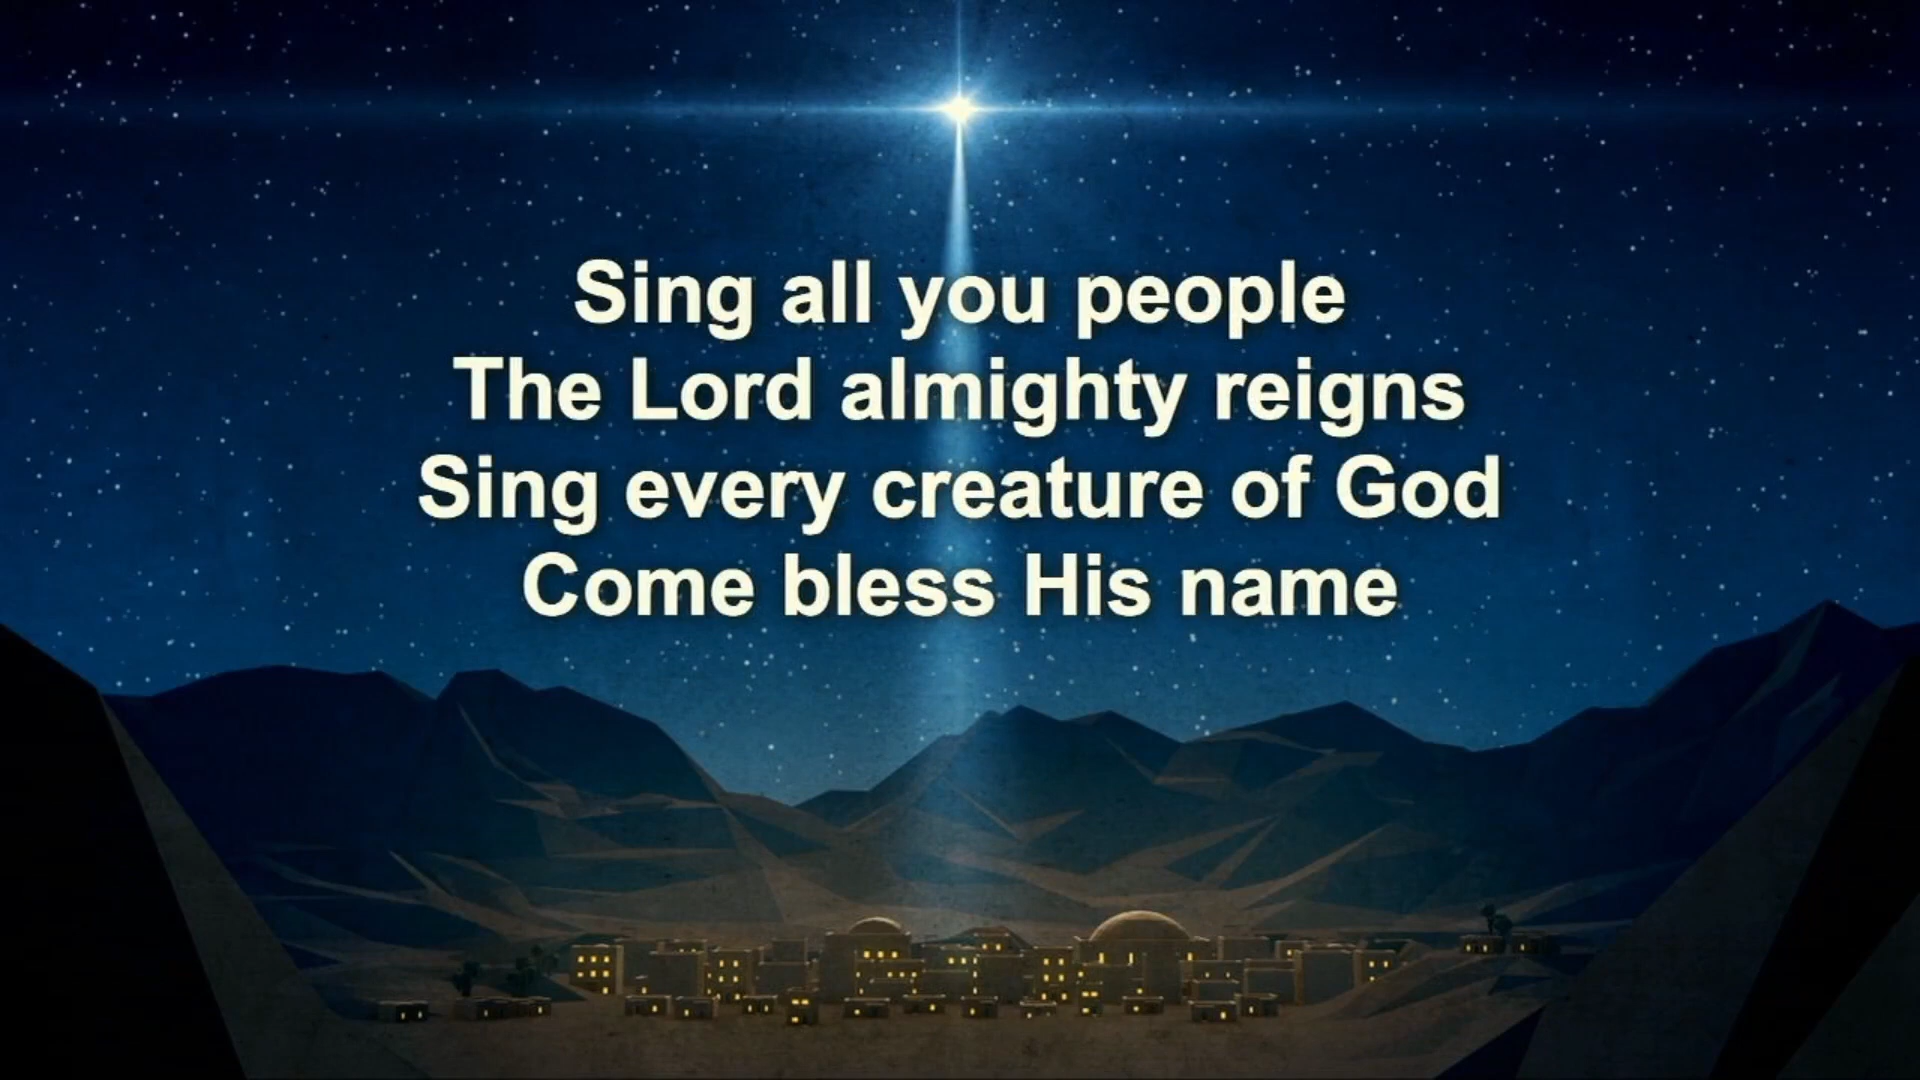 Sing all you people
The Lord almighty reigns
Sing every creature of God
Come bless His name